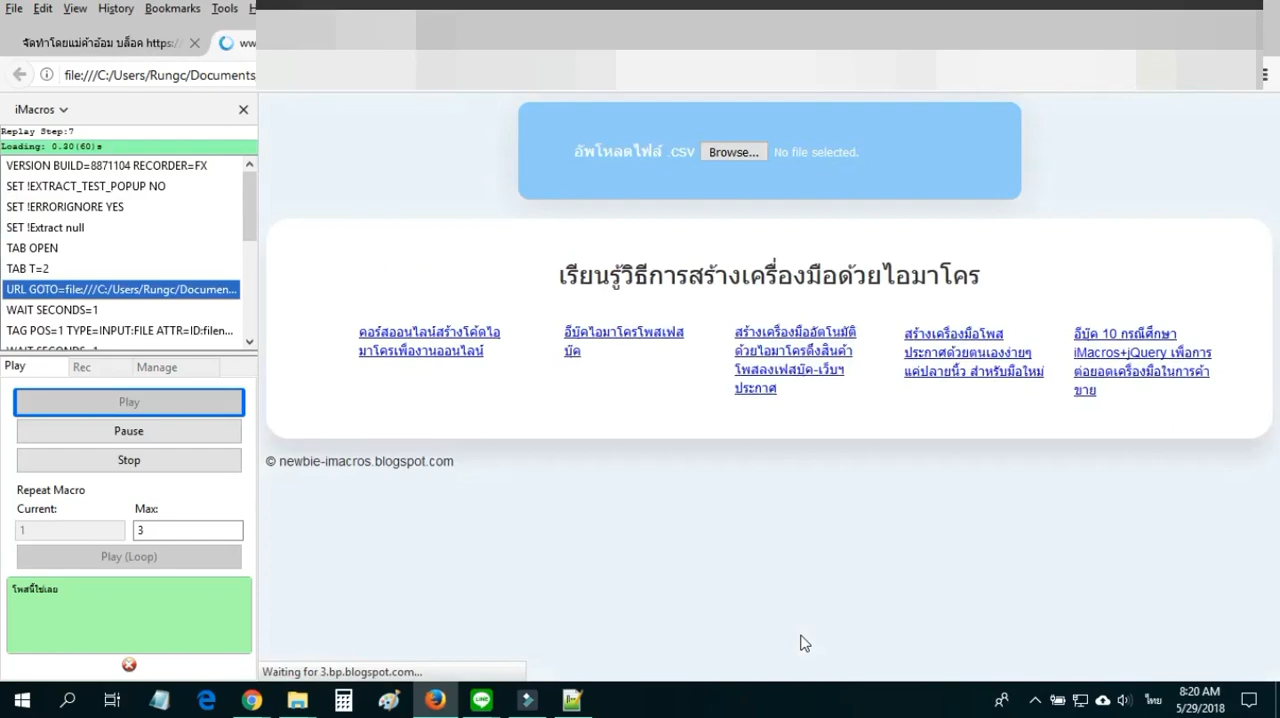 File Edit View History Bookmarks Tools
จัดทำโดยแม่ค้าอ้อม บล็อค https:/
file:///C:/Users/Rungc/Documents,
iMacros
Replay Step:7
Loading: 0.30(60)s
VERSION BUILD=8871104 RECORDER=FX
SET !EXTRACT_TEST_POPUP NO
SET !ERRORIGNORE YES
SET !Extract null
TAB OPEN
TAB T=2
URL GOTO=file:///C:/Users/Rungc/Documen...
WAIT SECONDS=1
TAG POS=1 TYPE=INPUT:FILE ATTR=ID:filen...
WAIT SECONDS=1
Play Rec Manage
Play
Pause
Stop
Repeat Macro
Current: Max:
1 3
Play (Loop)
โพสนี้ใช่เลย
อัพโหลดไฟล์ .csv Browse... No file selected.
เรียนรู้วิธีการสร้างเครื่องมือด้วยไอมาโคร
คอร์สออนไลน์สร้างโค้ดไอ
มาโครเพื่องานออนไลน์
อีบุ๊คไอมาโครโพสเฟส
บุ๊ค
สร้างเครื่องมืออัตโนมัติ
ด้วยไอมาโครดึงสินค้า
โพสลงเฟสบุ๊ค-เว็บฯ
ประกาศ
สร้างเครื่องมือโพส
ประกาศด้วยตนเองง่ายๆ
แค่ปลายนิ้ว สำหรับมือใหม่
อีบุ๊ค 10 กรณีศึกษา
iMacros+jQuery เพื่อการ
ต่อยอดเครื่องมือในการค้า
ขาย
© newbie-imacros.blogspot.com
Waiting for 3.bp.blogspot.com...
LINE
ไทย
8:20 AM
5/29/2018